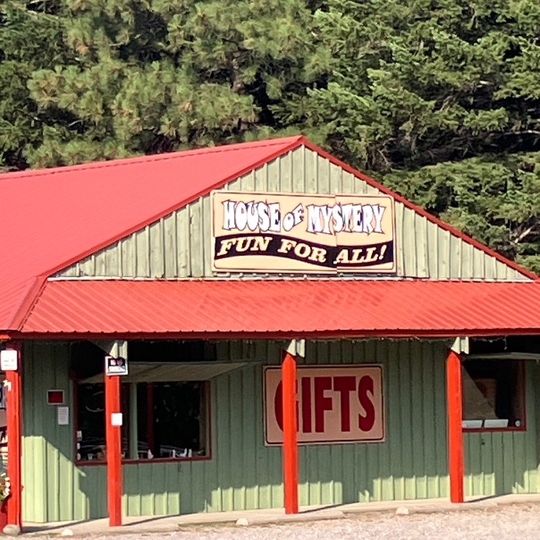 HOUSE OF MYSTERY
FUN FOR ALL!
GIFTS